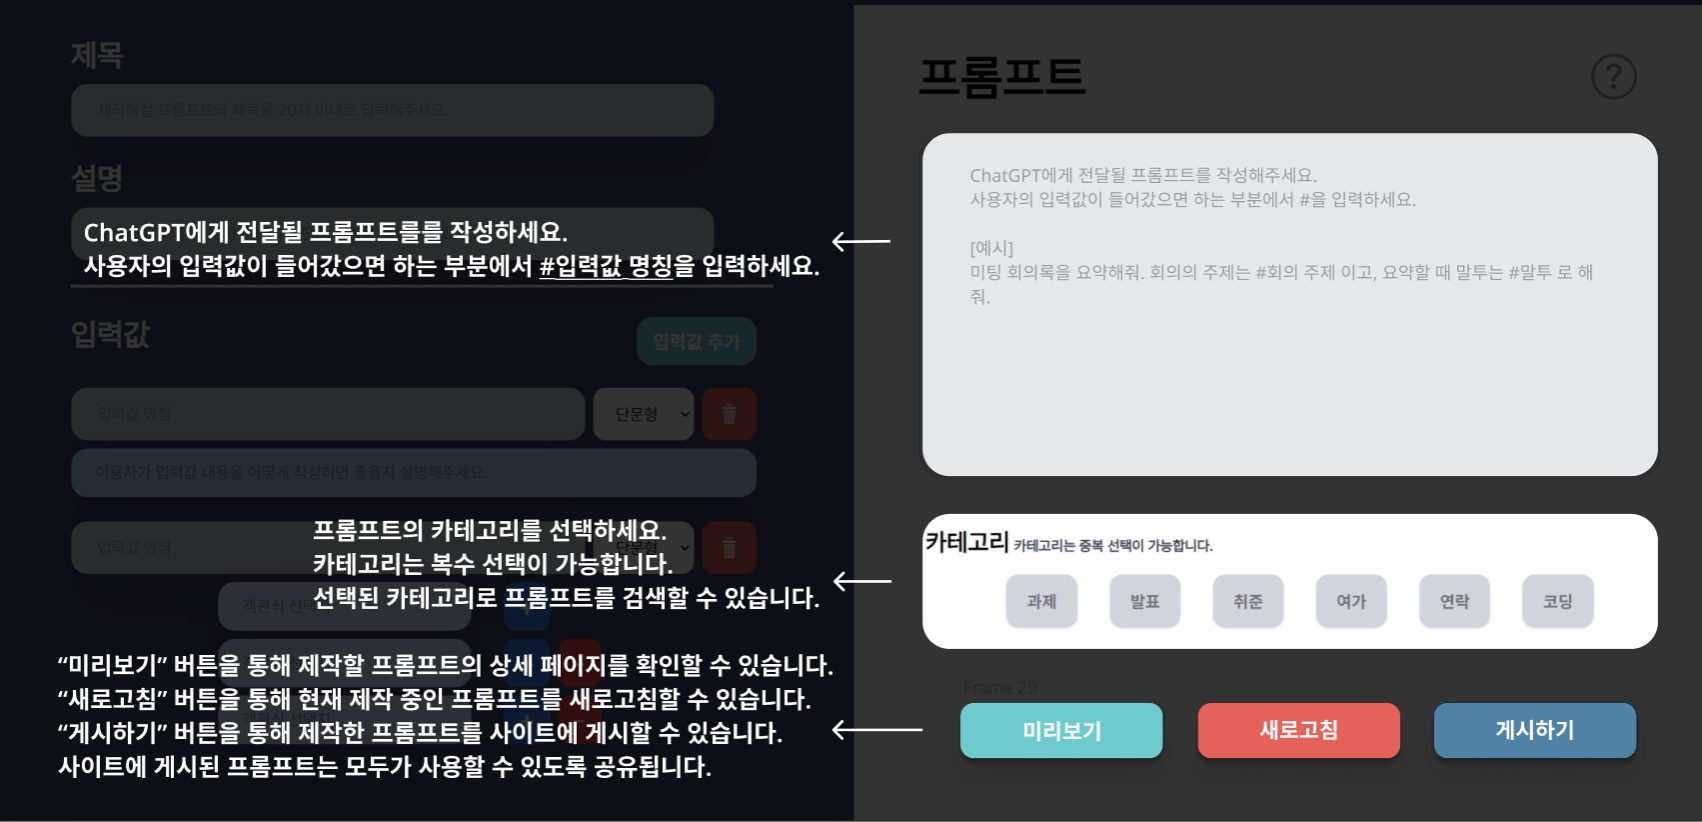 제목
제작하실 프롬프트의 제목을 20자 이내로 입력해주세요.
설명
ChatGPT에게 전달될 프롬프트를를 작성하세요.
사용자의 입력값이 들어갔으면 하는 부분에서 #입력값 명칭을 입력하세요.
입력값
입력값 추가
입력값 명칭
단문형
이용자가 입력값 내용을 어떻게 작성하면 좋을지 설명해주세요.
입력값 명칭
단문형
프롬프트의 카테고리를 선택하세요.
카테고리는 복수 선택이 가능합니다.
선택된 카테고리로 프롬프트를 검색할 수 있습니다.
객관식
“미리보기” 버튼을 통해 제작할 프롬프트의 상세 페이지를 확인할 수 있습니다.
“새로고침” 버튼을 통해 현재 제작 중인 프롬프트를 새로고침할 수 있습니다.
“게시하기” 버튼을 통해 제작한 프롬프트를 사이트에 게시할 수 있습니다.
사이트에 게시된 프롬프트는 모두가 사용할 수 있도록 공유됩니다.
프롬프트
?
ChatGPT에게 전달될 프롬프트를 작성해주세요.
사용자의 입력값이 들어갔으면 하는 부분에서 #을 입력하세요.
[예시]
미팅 회의록을 요약해줘. 회의의 주제는 #회의 주제 이고, 요약할 때 말투는 #말투 로 해
줘.
카테고리 카테고리는 중복 선택이 가능합니다.
과제 발표 취준 여가 연락 코딩
Frame 29
미리보기 새로고침 게시하기